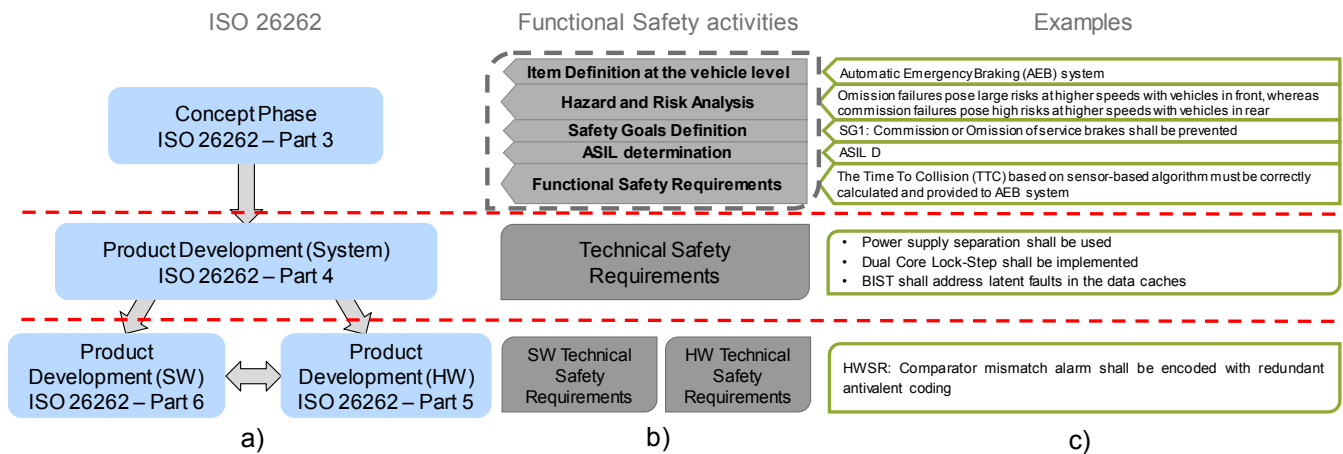 ISO 26262
Functional Safety activities
Examples
Concept Phase
ISO 26262 – Part 3
Item Definition at the vehicle level
Hazard and Risk Analysis
Safety Goals Definition
ASIL determination
Functional Safety Requirements
Automatic Emergency Braking (AEB) system
Omission failures pose large risks at higher speeds with vehicles in front, whereas
commission failures pose high risks at higher speeds with vehicles in rear
SG1: Commission or Omission of service brakes shall be prevented
ASIL D
The Time To Collision (TTC) based on sensor-based algorithm must be correctly
calculated and provided to AEB system
Product Development (System)
ISO 26262 – Part 4
Technical Safety
Requirements
• Power supply separation shall be used
• Dual Core Lock-Step shall be implemented
• BIST shall address latent faults in the data caches
Product
Development (SW)
ISO 26262 – Part 6
Product
Development (HW)
ISO 26262 – Part 5
SW Technical
Safety
Requirements
HW Technical
Safety
Requirements
HWSR: Comparator mismatch alarm shall be encoded with redundant
antivalent coding
a)
b)
c)